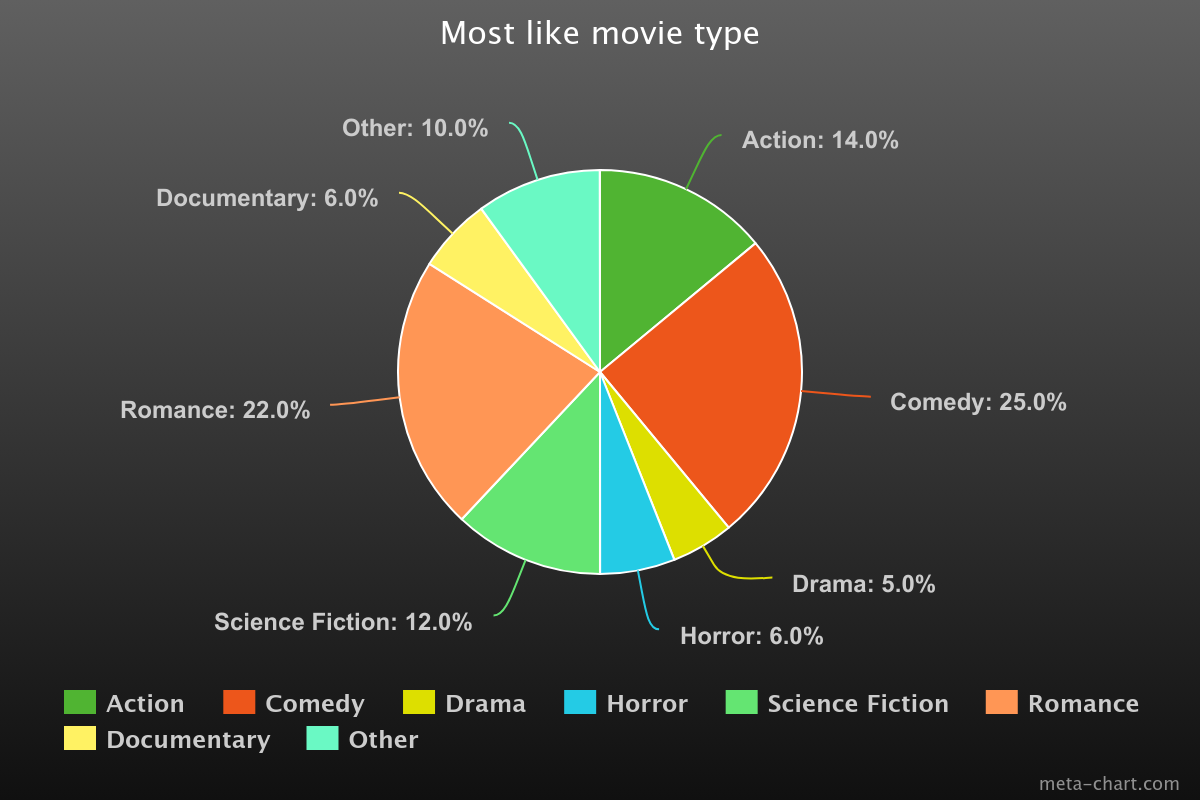 Most like movie type
Other: 10.0%
Action: 14.0%
Documentary: 6.0%
Comedy: 25.0%
Romance: 22.0%
Drama: 5.0%
Science Fiction: 12.0%
Horror: 6.0%
Action Comedy Drama Horror Science Fiction Romance
Documentary Other
meta-chart.com